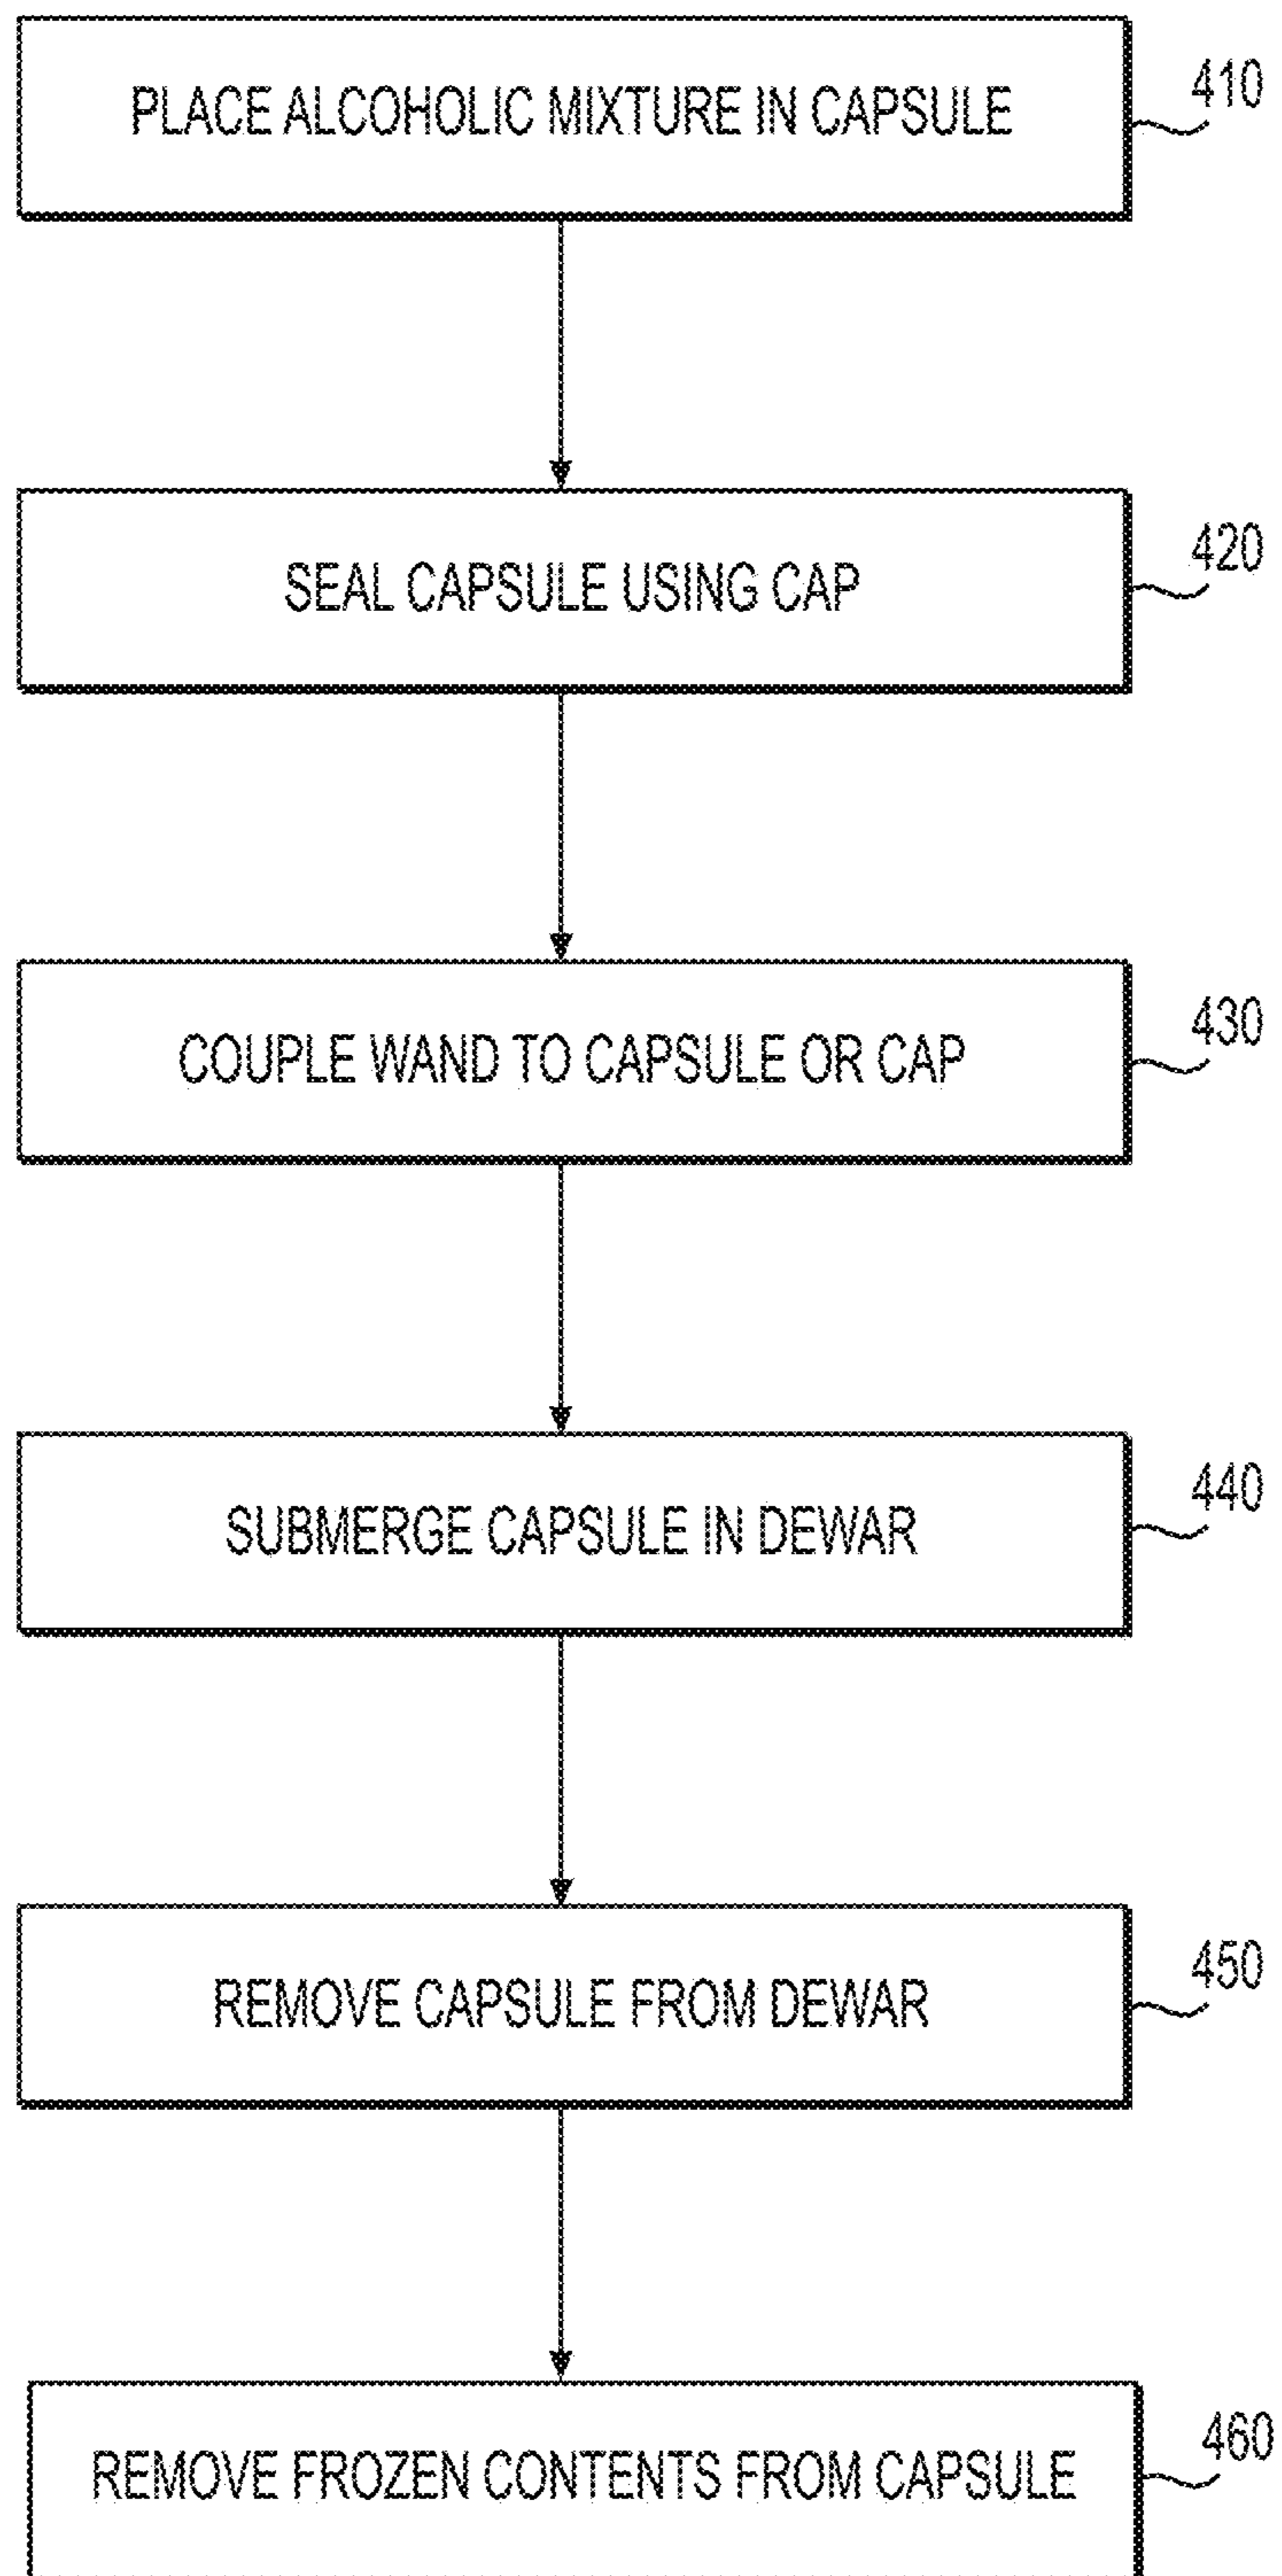 PLACE ALCOHOLIC MIXTURE IN CAPSULE
410
SEAL CAPSULE USING CAP
420
COUPLE WAND TO CAPSULE OR CAP
430
SUBMERGE CAPSULE IN DEWAR
440
REMOVE CAPSULE FROM DEWAR
450
REMOVE FROZEN CONTENTS FROM CAPSULE
460